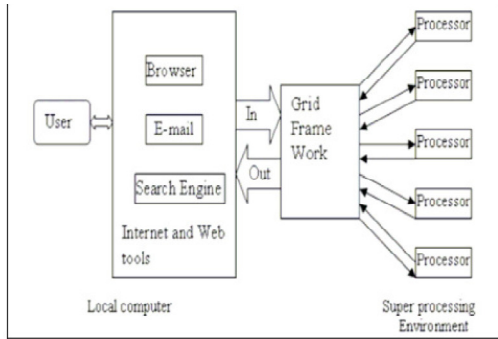 User
Browser
E-mail
Search Engine
Internet and Web
tools
Local computer
In
Out
Grid
Frame
Work
Processor
Processor
Processor
Processor
Processor
Super processing
Environment